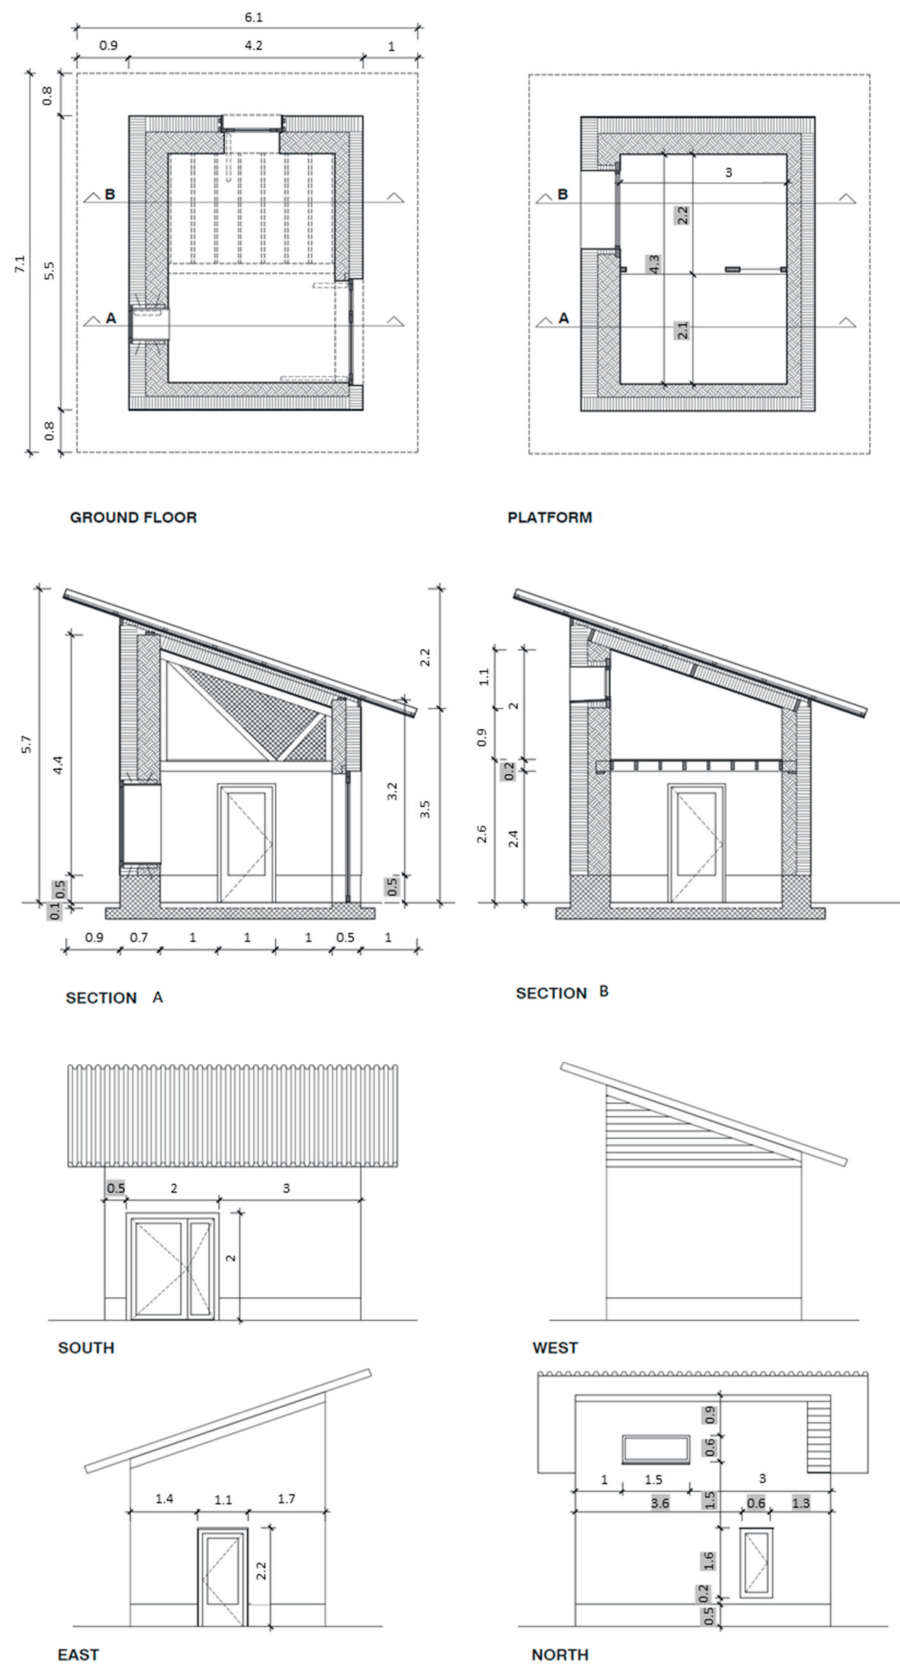 6.1
0.9 4.2 1
0.8
B B
3
2.2
7.1 5.5 4.3
A A
2.1
0.8
GROUND FLOOR PLATFORM
2.2
1.1 2
5.7 4.4 0.9
0.2
3.2 3.5 2.6 2.4
0.5 0.5
0.1
0.9 0.7 1 1 1 0.5 1
SECTION A SECTION B
0.5 2 3
2
SOUTH WEST
0.9
0.6
1 1.5 3
1.4 1.1 1.7 3.6 1.5 0.6 1.3
2.2 1.6
0.2
0.5
EAST NORTH